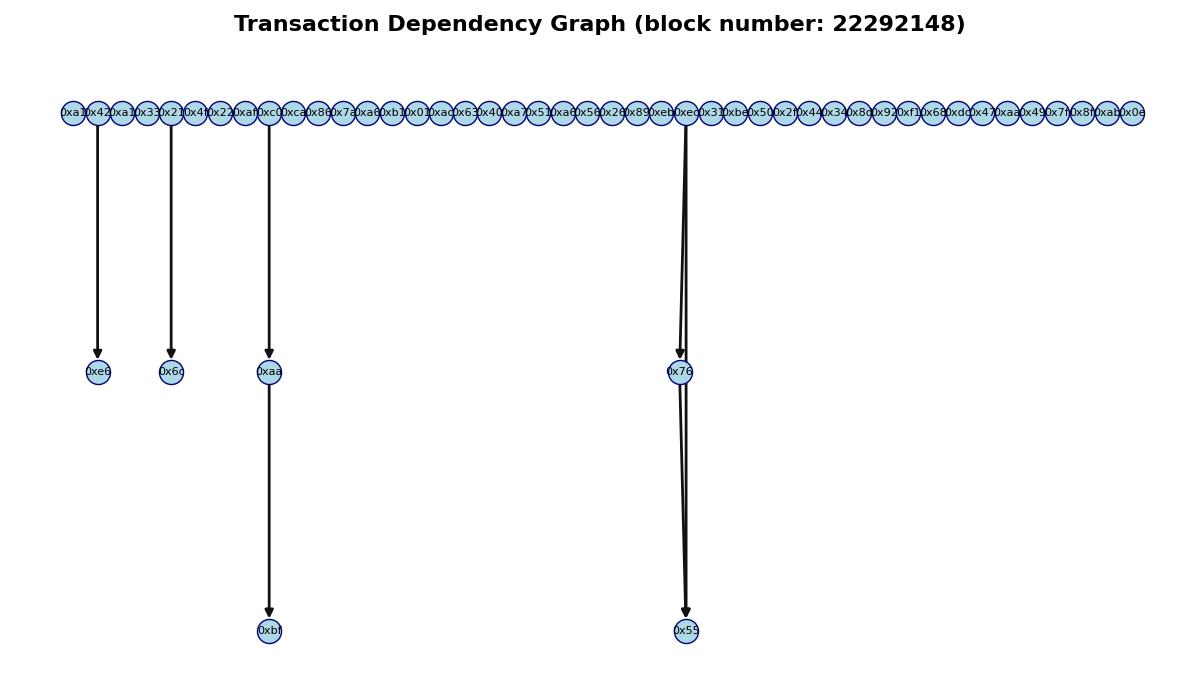 Transaction Dependency Graph (block number: 22292148)
0xa1 0x42 0xa1 0x33 0x21 0x4f 0x22 0xaf 0xc0 0xca 0x86 0x7a 0xa6 0xb1 0x01 0xac 0x63 0x40 0xa7 0x51 0xa6 0x56 0x26 0x89 0xeb 0xec 0x31 0xbe 0x50 0x2f 0x44 0x34 0x8d 0x92 0xf1 0x68 0xdc 0x47 0xaa 0x49 0x7f 0x8f 0xab 0x0e
0xe6 0x6c 0xaa 0x76
0xbf 0x55